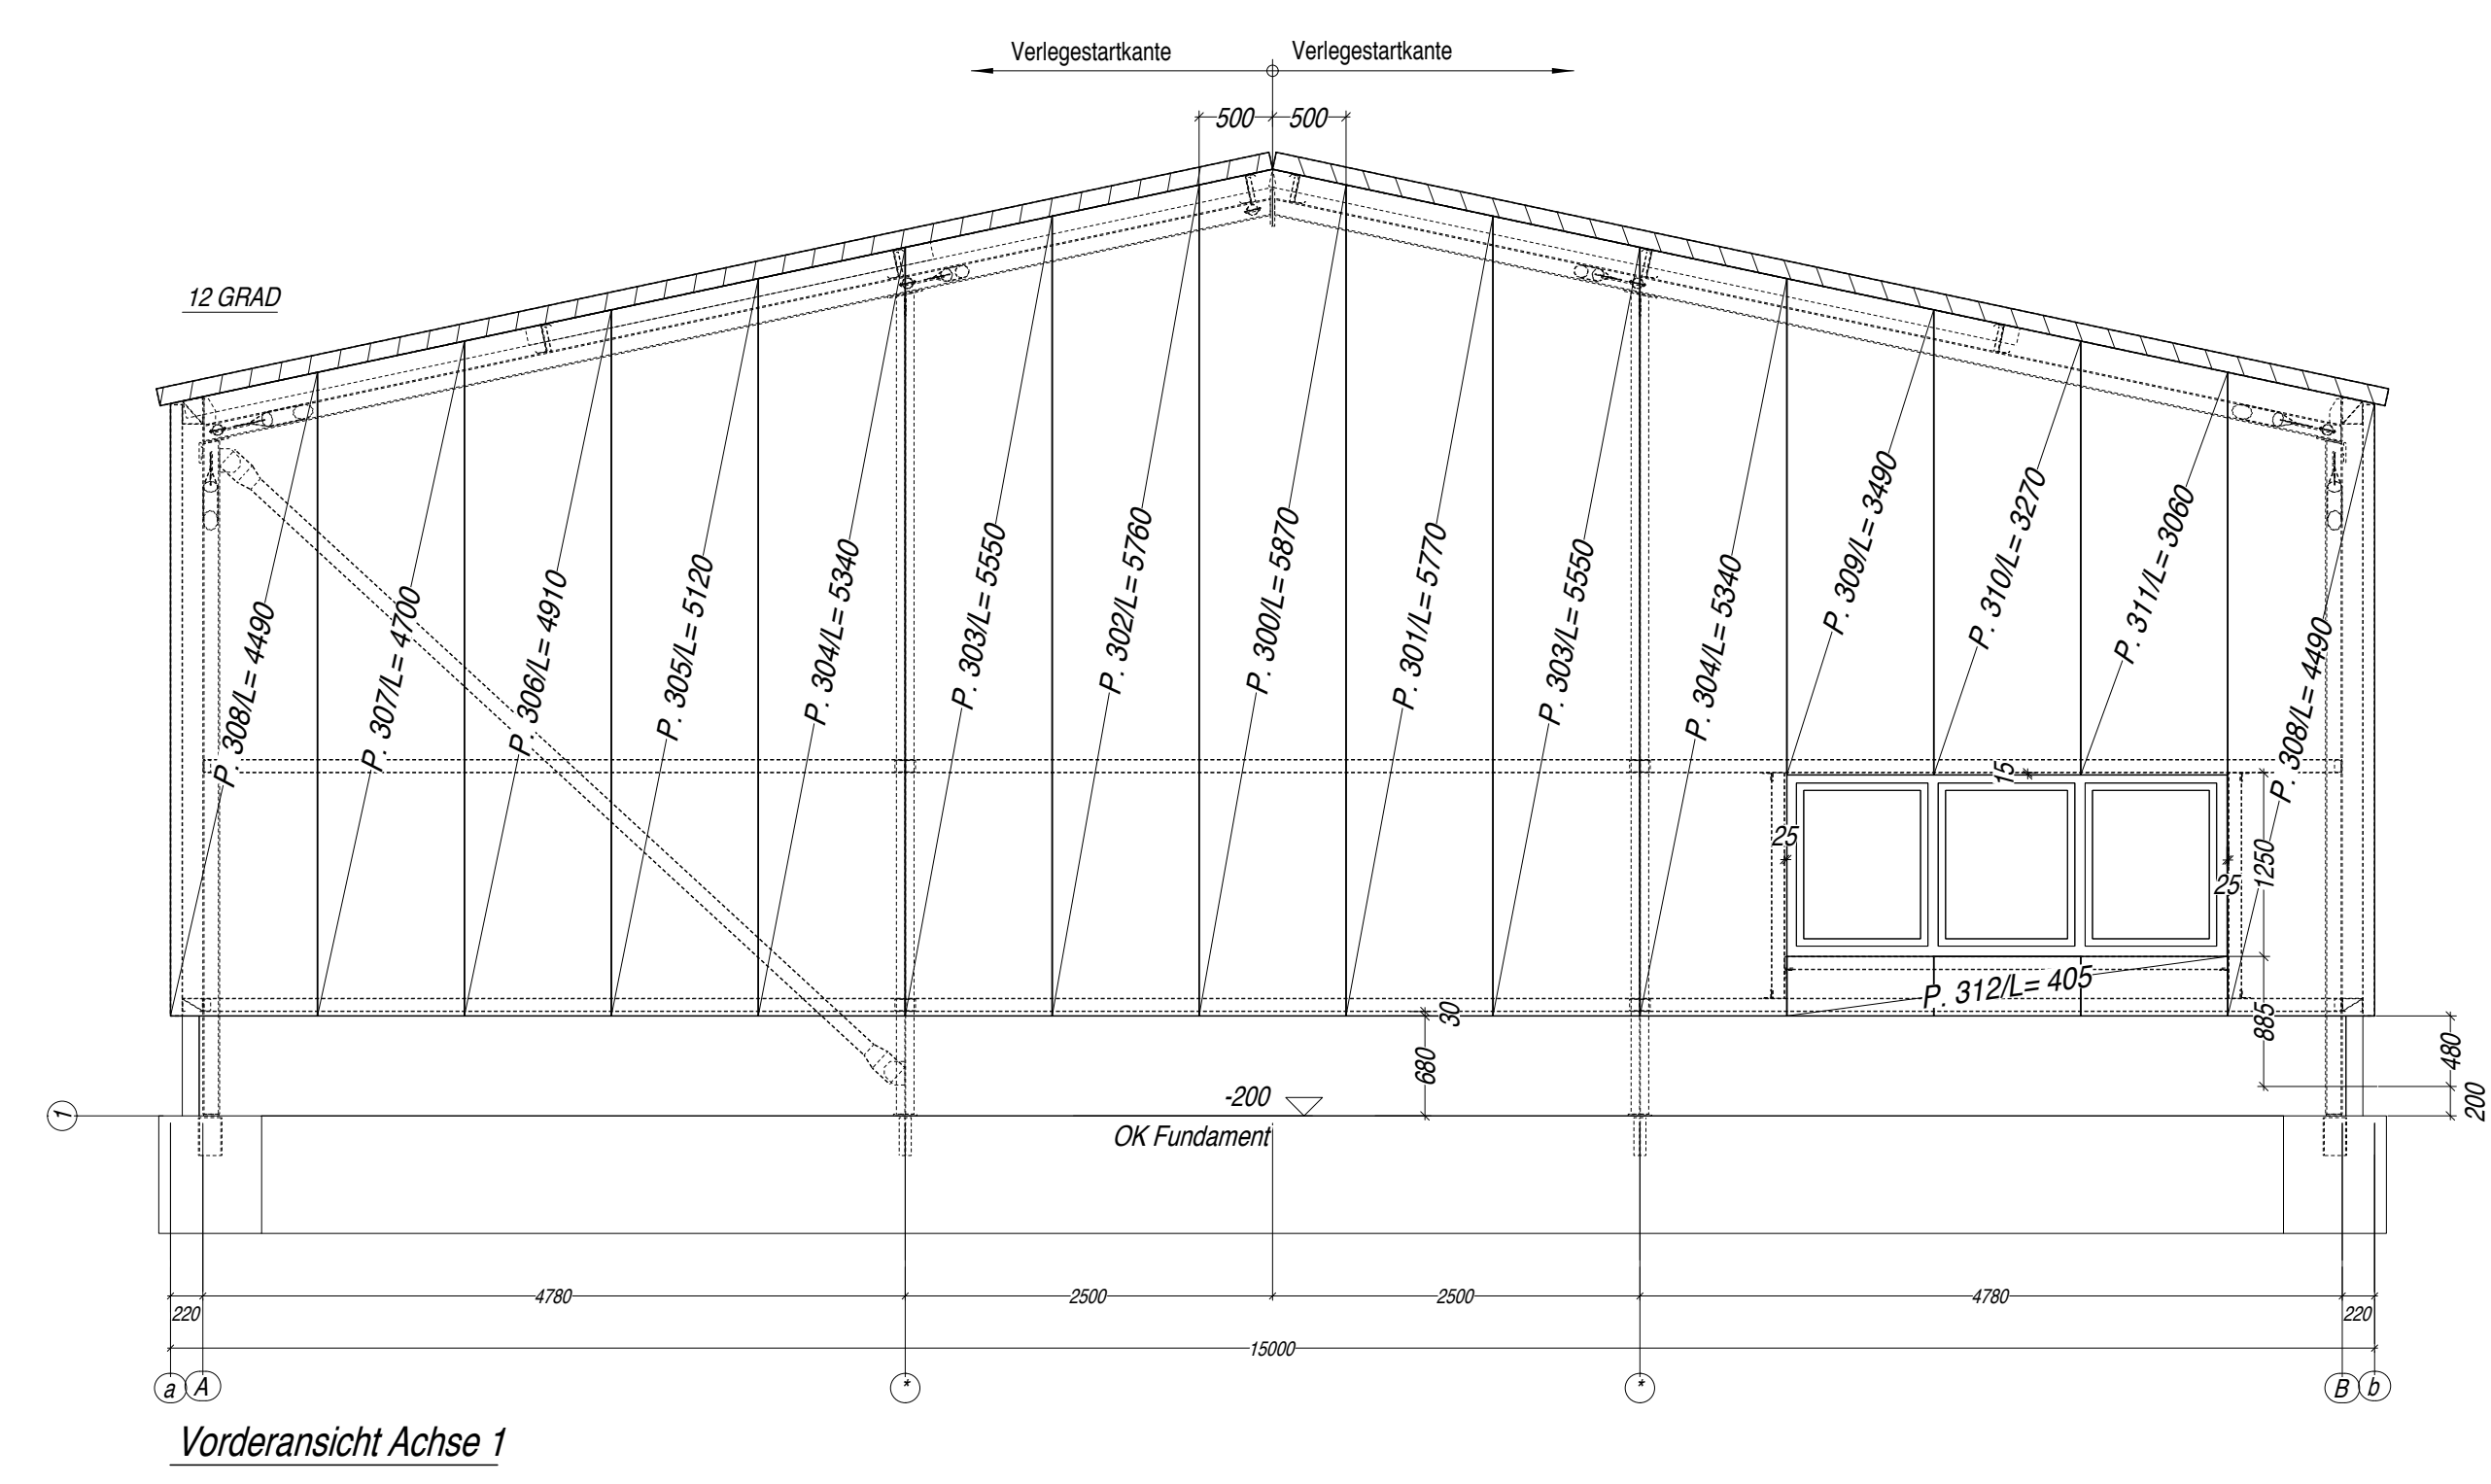 Verlegestartkante Verlegestartkante
500 500
12 GRAD
P. 308/L= 4490
P. 307/L= 4700
P. 306/L= 4910
P. 305/L= 5120
P. 304/L= 5340
P. 303/L= 5550
P. 302/L= 5760
P. 300/L= 5870
P. 301/L= 5770
P. 303/L= 5550
P. 304/L= 5340
P. 309/L= 3490
P. 310/L= 3270
P. 311/L= 3060
P. 308/L= 4490
15
25
25
1250
P. 312/L= 405
30
680
885
480
200
-200
OK Fundament
1
4780 2500 2500 4780
220 220
15000
a A * * B b
Vorderansicht Achse 1